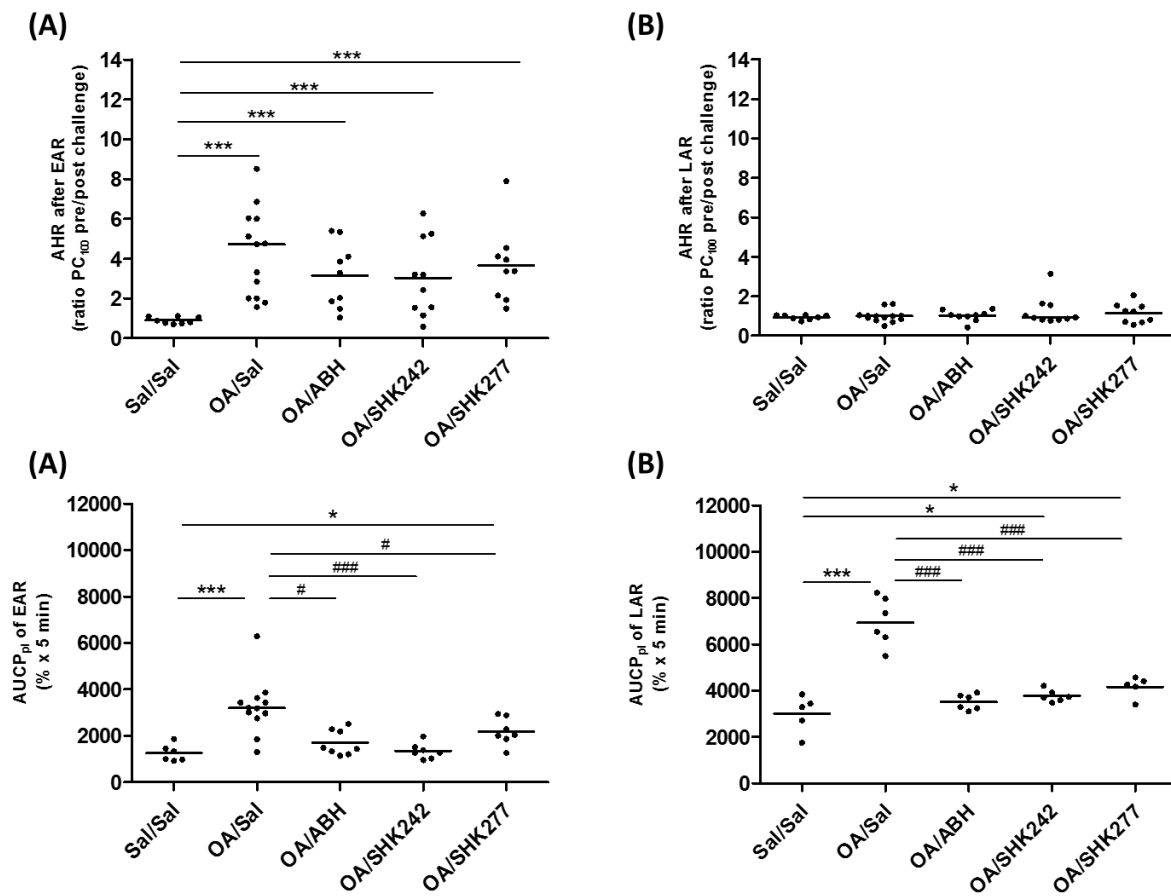 (A)
AHR after EAR
(ratio PC100 pre/post challenge)
14
12
10
8
6
4
2
0
***
***
***
***
Sal/Sal
OA/Sal
OA/ABH
OA/SHK242
OA/SHK277
(B)
AHR after LAR
(ratio PC100 pre/post challenge)
14
12
10
8
6
4
2
0
Sal/Sal
OA/Sal
OA/ABH
OA/SHK242
OA/SHK277
(A)
AUCPpl of EAR
(% x 5 min)
12000
10000
8000
6000
4000
2000
0
*
#
###
***
#
Sal/Sal
OA/Sal
OA/ABH
OA/SHK242
OA/SHK277
(B)
AUCPpl of LAR
(% x 5 min)
12000
10000
8000
6000
4000
2000
0
*
*
###
###
***
###
Sal/Sal
OA/Sal
OA/ABH
OA/SHK242
OA/SHK277